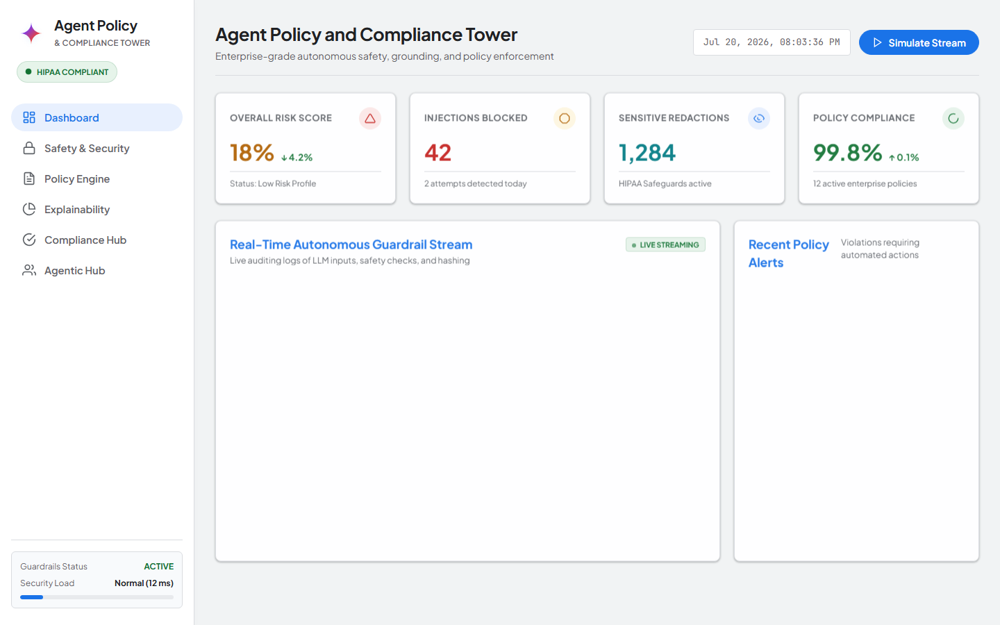 Agent Policy
& COMPLIANCE TOWER
HIPAA COMPLIANT
Dashboard
Safety & Security
Policy Engine
Explainability
Compliance Hub
Agentic Hub
Guardrails Status ACTIVE
Security Load Normal (12 ms)
Agent Policy and Compliance Tower
Enterprise-grade autonomous safety, grounding, and policy enforcement
Jul 20, 2026, 08:03:36 PM
Simulate Stream
OVERALL RISK SCORE
18% ↓ 4.2%
Status: Low Risk Profile
INJECTIONS BLOCKED
42
2 attempts detected today
SENSITIVE REDACTIONS
1,284
HIPAA Safeguards active
POLICY COMPLIANCE
99.8% ↑ 0.1%
12 active enterprise policies
Real-Time Autonomous Guardrail Stream
Live auditing logs of LLM inputs, safety checks, and hashing
LIVE STREAMING
Recent Policy
Alerts
Violations requiring
automated actions